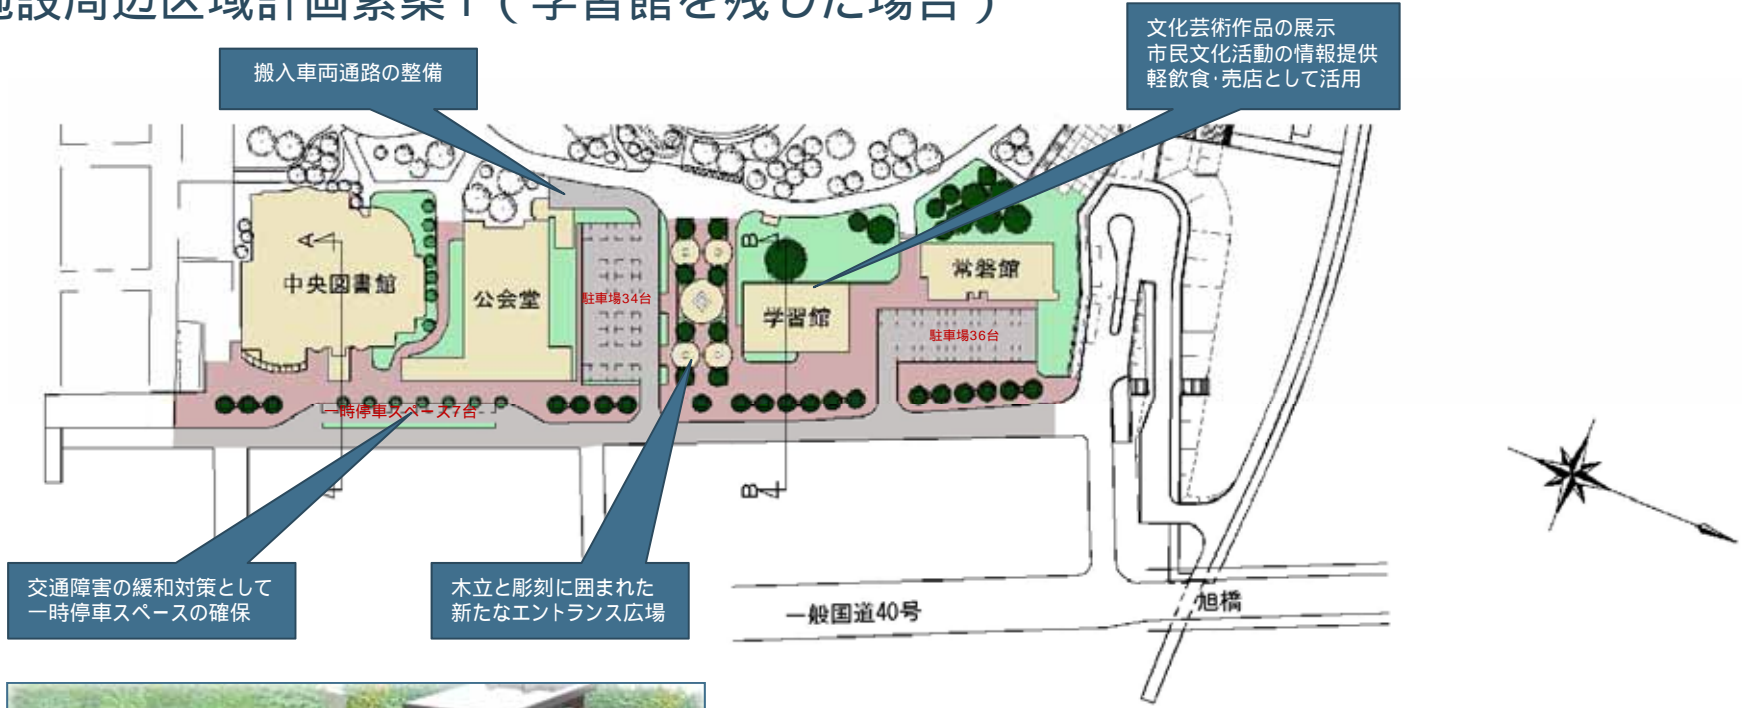 施設周辺区域計画素案1(学習館を残した場合)
文化芸術作品の展示
市民文化活動の情報提供
軽飲食・売店として活用
搬入車両通路の整備
A
B
中央図書館
公会堂
駐車場34台
学習館
常磐館
駐車場36台
一時停車スペース7台
B
交通障害の緩和対策として
一時停車スペースの確保
木立と彫刻に囲まれた
新たなエントランス広場
一般国道40号
旭橋